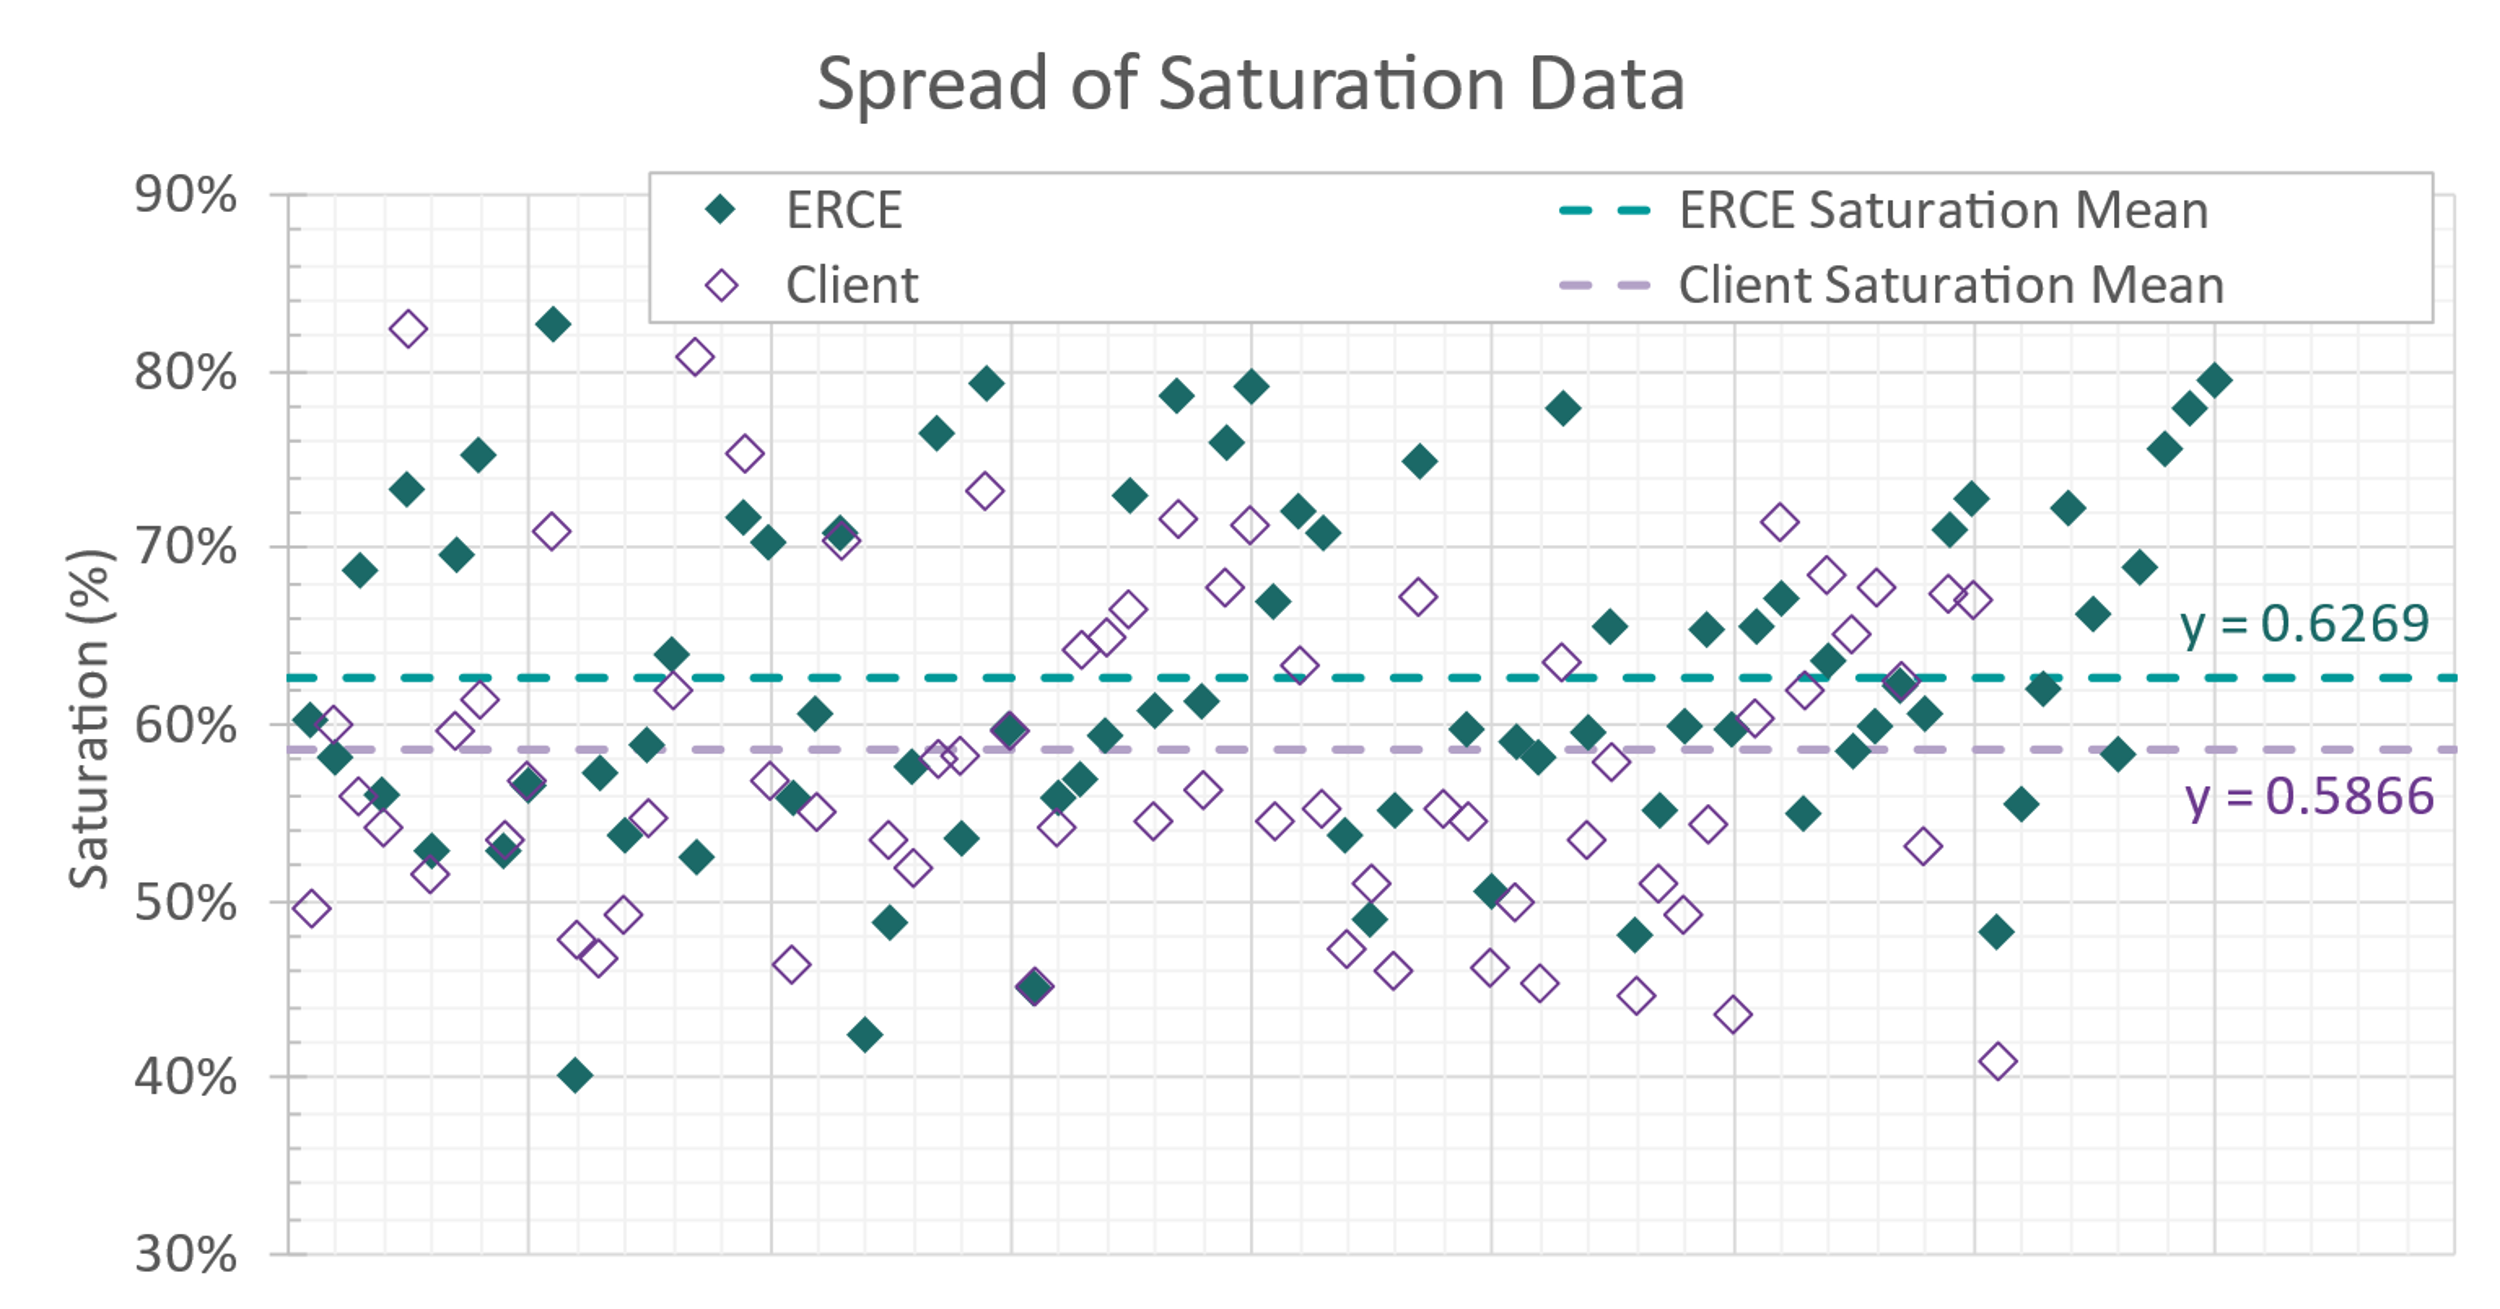 Spread of Saturation Data
90%
ERCE
ERCE Saturation Mean
Client
Client Saturation Mean
80%
70%
Saturation (%)
y = 0.6269
60%
y = 0.5866
50%
40%
30%